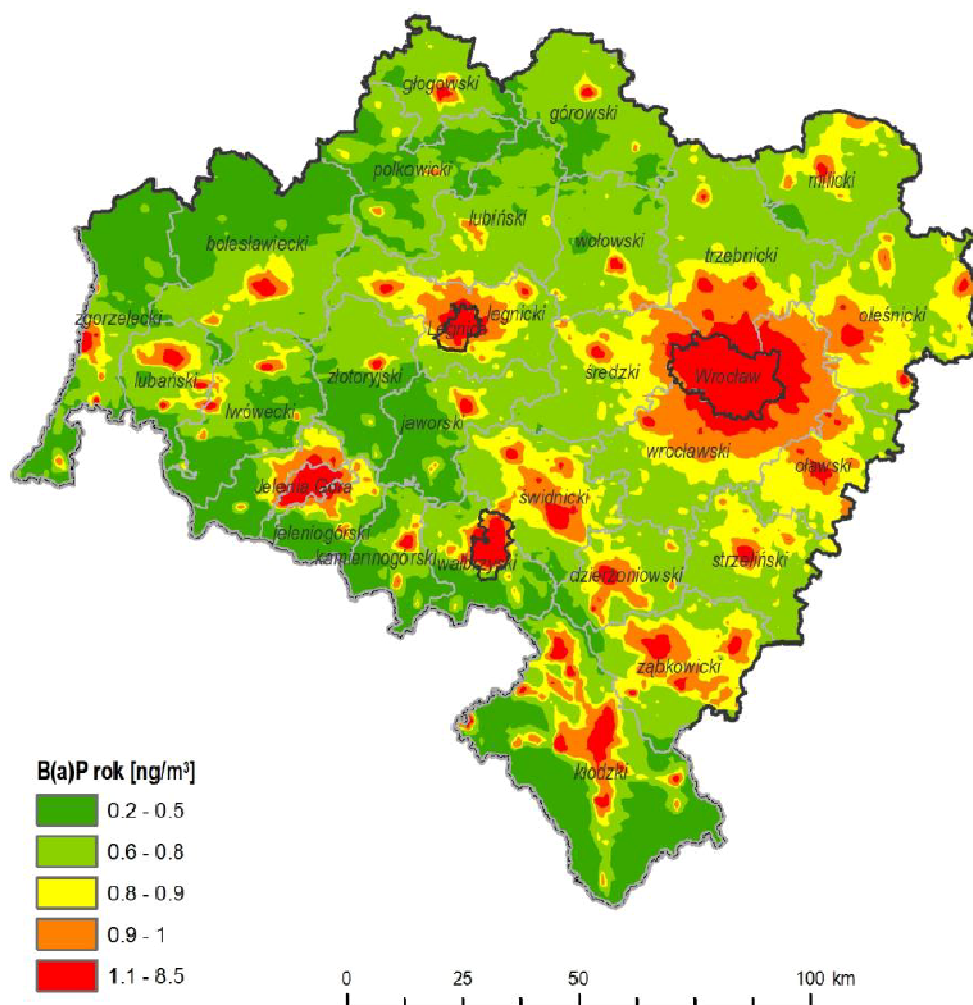 głogowski
górowski
polkowicki
milicki
lubiński
bolesławiecki
wołowski
trzebnicki
zgorzelecki
legnicki
oleśnicki
Legnica
lubański
złotoryjski
średzki
Wrocław
lwówecki
jaworski
wrocławski
oławski
Jelenia Góra
świdnicki
jeleniogórski
kamiennogórski
wałbrzyski
dzierżoniowski
strzeliński
ząbkowicki
kłodzki
B(a)P rok [ng/m³]
0.2 - 0.5
0.6 - 0.8
0.8 - 0.9
0.9 - 1
1.1 - 8.5
0 25 50 100 km